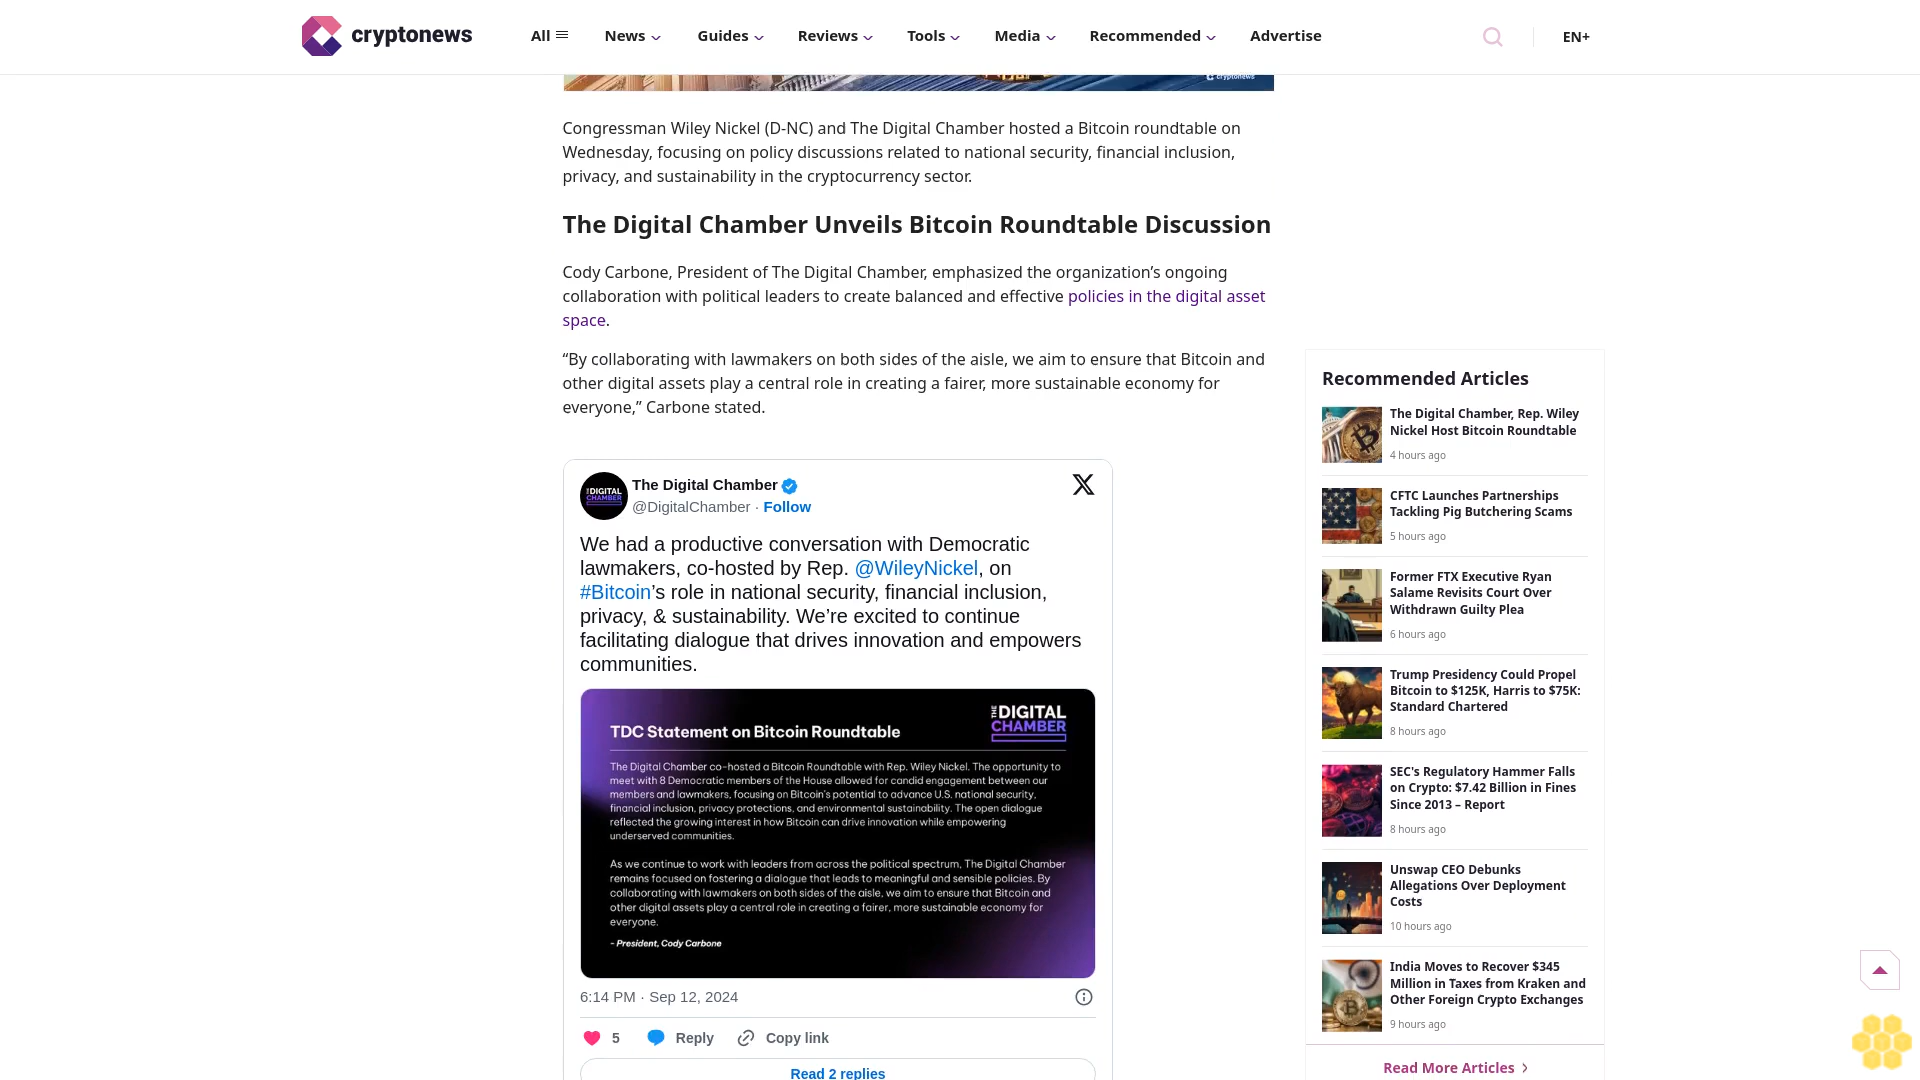 cryptonews
All
News
Guides
Reviews
Tools
Media
Recommended
Advertise
EN+
cryptonews
Congressman Wiley Nickel (D-NC) and The Digital Chamber hosted a Bitcoin roundtable on
Wednesday, focusing on policy discussions related to national security, financial inclusion,
privacy, and sustainability in the cryptocurrency sector.
The Digital Chamber Unveils Bitcoin Roundtable Discussion
Cody Carbone, President of The Digital Chamber, emphasized the organization’s ongoing
collaboration with political leaders to create balanced and effective policies in the digital asset
space.
“By collaborating with lawmakers on both sides of the aisle, we aim to ensure that Bitcoin and
other digital assets play a central role in creating a fairer, more sustainable economy for
everyone,” Carbone stated.
THE DIGITAL
CHAMBER
The Digital Chamber
@DigitalChamber · Follow
We had a productive conversation with Democratic
lawmakers, co-hosted by Rep. @WileyNickel, on
#Bitcoin’s role in national security, financial inclusion,
privacy, & sustainability. We’re excited to continue
facilitating dialogue that drives innovation and empowers
communities.
THE DIGITAL
CHAMBER
TDC Statement on Bitcoin Roundtable
The Digital Chamber co-hosted a Bitcoin Roundtable with Rep. Wiley Nickel. The opportunity to
meet with 8 Democratic members of the House allowed for candid engagement between our
members and lawmakers, focusing on Bitcoin's potential to advance U.S. national security,
financial inclusion, privacy protections, and environmental sustainability. The open dialogue
reflected the growing interest in how Bitcoin can drive innovation while empowering
underserved communities.
As we continue to work with leaders from across the political spectrum, The Digital Chamber
remains focused on fostering a dialogue that leads to meaningful and sensible policies. By
collaborating with lawmakers on both sides of the aisle, we aim to ensure that Bitcoin and
other digital assets play a central role in creating a fairer, more sustainable economy for
everyone.
- President, Cody Carbone
6:14 PM · Sep 12, 2024
5
Reply
Copy link
Read 2 replies
Recommended Articles
The Digital Chamber, Rep. Wiley
Nickel Host Bitcoin Roundtable
4 hours ago
CFTC Launches Partnerships
Tackling Pig Butchering Scams
5 hours ago
Former FTX Executive Ryan
Salame Revisits Court Over
Withdrawn Guilty Plea
6 hours ago
Trump Presidency Could Propel
Bitcoin to $125K, Harris to $75K:
Standard Chartered
8 hours ago
SEC's Regulatory Hammer Falls
on Crypto: $7.42 Billion in Fines
Since 2013 – Report
8 hours ago
Unswap CEO Debunks
Allegations Over Deployment
Costs
10 hours ago
India Moves to Recover $345
Million in Taxes from Kraken and
Other Foreign Crypto Exchanges
9 hours ago
Read More Articles